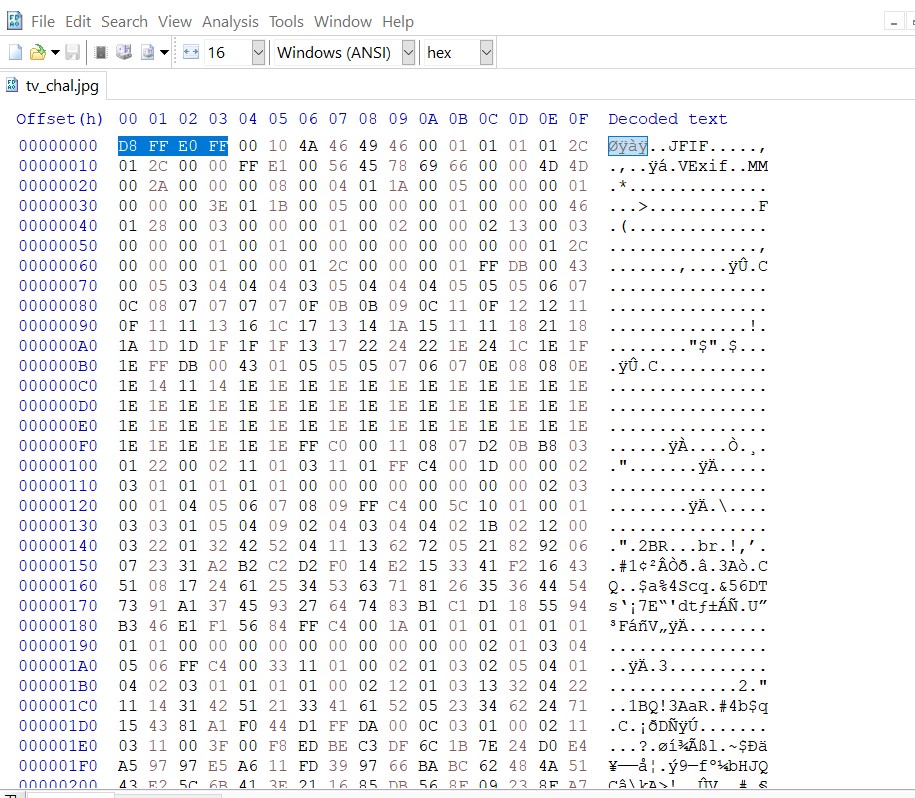 File Edit Search View Analysis Tools Window Help
16 Windows (ANSI) hex
tv_chal.jpg
Offset(h) 00 01 02 03 04 05 06 07 08 09 0A 0B 0C 0D 0E 0F Decoded text
00000000 D8 FF E0 FF 00 10 4A 46 49 46 00 01 01 01 01 2C Øÿàÿ..JFIF.....,
00000010 01 2C 00 00 FF E1 00 56 45 78 69 66 00 00 4D 4D .,..ÿá.VExif..MM
00000020 00 2A 00 00 00 08 00 04 01 1A 00 05 00 00 00 01 .*..............
00000030 00 00 00 3E 01 1B 00 05 00 00 00 01 00 00 00 46 ...>...........F
00000040 01 28 00 03 00 00 00 01 00 02 00 00 02 13 00 03 .(..............
00000050 00 00 00 01 00 01 00 00 00 00 00 00 00 00 01 2C ...............,
00000060 00 00 00 01 00 00 01 2C 00 00 00 01 FF DB 00 43 .......,....ÿÛ.C
00000070 00 05 03 04 04 04 03 05 04 04 04 05 05 05 06 07 ................
00000080 0C 08 07 07 07 07 0F 0B 0B 09 0C 11 0F 12 12 11 ................
00000090 0F 11 11 13 16 1C 17 13 14 1A 15 11 11 18 21 18 ..............!.
000000A0 1A 1D 1D 1F 1F 1F 13 17 22 24 22 1E 24 1C 1E 1F ........"$".$...
000000B0 1E FF DB 00 43 01 05 05 05 07 06 07 0E 08 08 0E .ÿÛ.C...........
000000C0 1E 14 11 14 1E 1E 1E 1E 1E 1E 1E 1E 1E 1E 1E 1E ................
000000D0 1E 1E 1E 1E 1E 1E 1E 1E 1E 1E 1E 1E 1E 1E 1E 1E ................
000000E0 1E 1E 1E 1E 1E 1E 1E 1E 1E 1E 1E 1E 1E 1E 1E 1E ................
000000F0 1E 1E 1E 1E 1E 1E FF C0 00 11 08 07 D2 0B B8 03 ......ÿÀ....Ò.¸.
00000100 01 22 00 02 11 01 03 11 01 FF C4 00 1D 00 00 02 .".......ÿÄ.....
00000110 03 01 01 01 01 01 00 00 00 00 00 00 00 00 02 03 ................
00000120 00 01 04 05 06 07 08 09 FF C4 00 5C 10 01 00 01 ........ÿÄ.\....
00000130 03 03 01 05 04 09 02 04 03 04 04 02 1B 02 12 00 ................
00000140 03 22 01 32 42 52 04 11 13 62 72 05 21 82 92 06 .".2BR...br.!‚’.
00000150 07 23 31 A2 B2 C2 D2 F0 14 E2 15 33 41 F2 16 43 .#1¢²ÂÒð.â.3Aò.C
00000160 51 08 17 24 61 25 34 53 63 71 81 26 35 36 44 54 Q..$a%4Scq.&56DT
00000170 73 91 A1 37 45 93 27 64 74 83 B1 C1 D1 18 55 94 s‘¡7E“'dtƒ±ÁÑ.U”
00000180 B3 46 E1 F1 56 84 FF C4 00 1A 01 01 01 01 01 01 ³FáñV„ÿÄ........
00000190 01 01 00 00 00 00 00 00 00 00 00 00 02 01 03 04 ................
000001A0 05 06 FF C4 00 33 11 01 00 02 01 03 02 05 04 01 ..ÿÄ.3..........
000001B0 04 02 03 01 01 01 01 00 02 12 01 03 13 32 04 22 .............2."
000001C0 11 14 31 42 51 21 33 41 61 52 05 23 34 62 24 71 ..1BQ!3AaR.#4b$q
000001D0 15 43 81 A1 F0 44 D1 FF DA 00 0C 03 01 00 02 11 .C.¡ðDÑÿÚ.......
000001E0 03 11 00 3F 00 F8 ED BE C3 DF 6C 1B 7E 24 D0 E4 ...?.øí¾Ãßl.~$Ðä
000001F0 A5 97 97 E5 A6 11 FD 39 97 66 BA BC 62 48 4A 51 ¥——å¦.ý9—fº¼bHJQ
00000200 43 E2 5C 6B 41 3E 21 16 85 DB 56 8F 09 23 8F A7